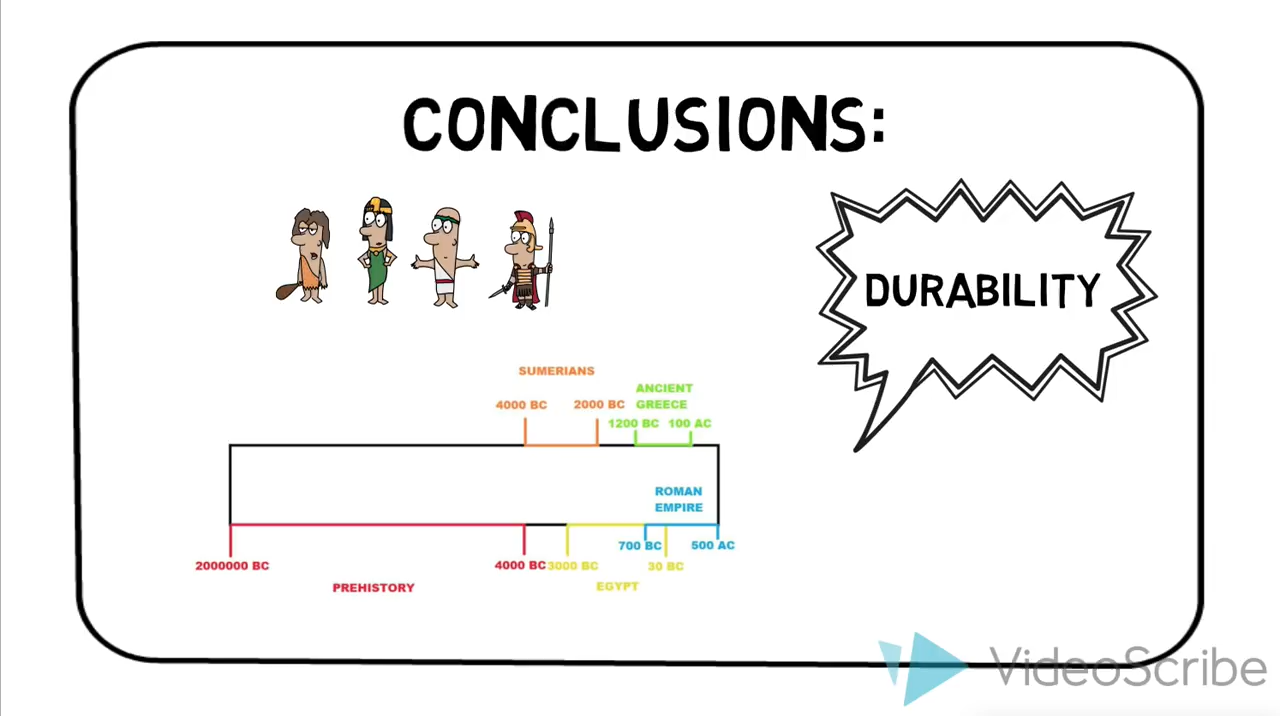 CONCLUSIONS:
DURABILITY
SUMERIANS
4000 BC 2000 BC
ANCIENT
GREECE
1200 BC 100 AC
ROMAN
EMPIRE
700 BC 500 AC
2000000 BC 4000 BC 3000 BC 30 BC
PREHISTORY EGYPT
VideoScribe